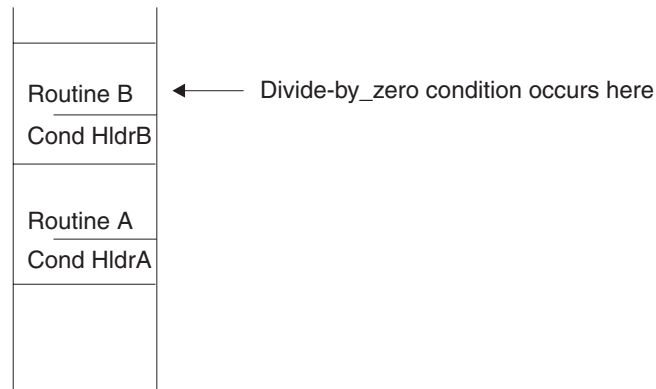 Routine B
Divide-by_zero condition occurs here
Cond HldrB
Routine A
Cond HldrA